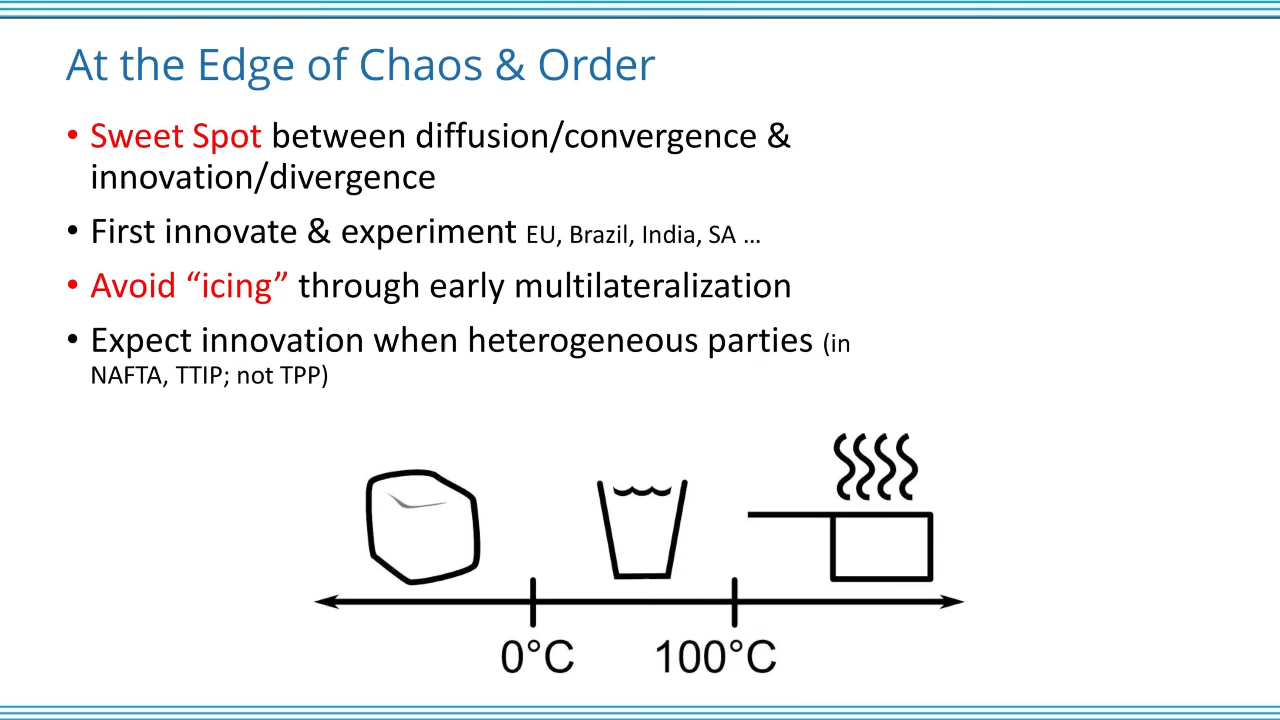 At the Edge of Chaos & Order
• Sweet Spot between diffusion/convergence &
innovation/divergence
• First innovate & experiment EU, Brazil, India, SA …
• Avoid “icing” through early multilateralization
• Expect innovation when heterogeneous parties (in
NAFTA, TTIP; not TPP)
0°C 100°C